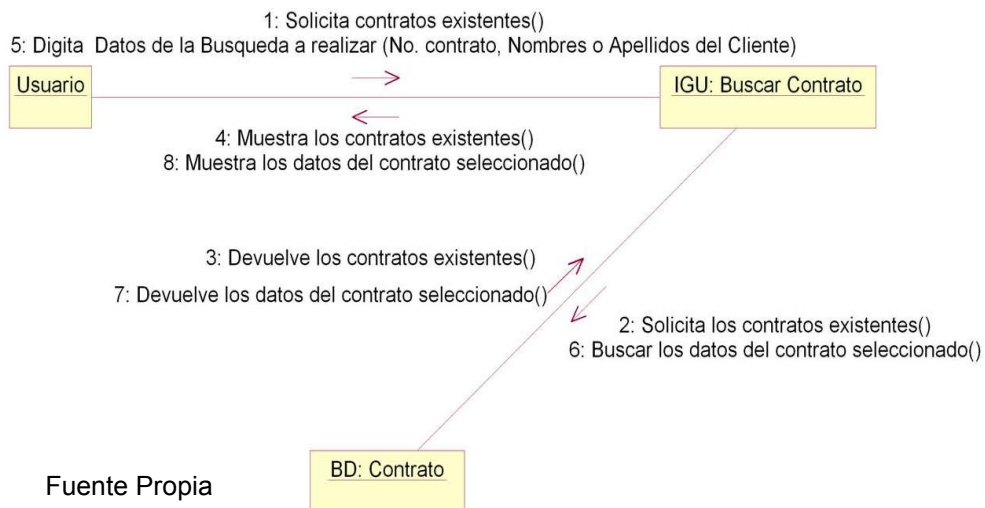 1: Solicita contratos existentes()
5: Digita Datos de la Busqueda a realizar (No. contrato, Nombres o Apellidos del Cliente)
Usuario
IGU: Buscar Contrato
4: Muestra los contratos existentes()
8: Muestra los datos del contrato seleccionado()
3: Devuelve los contratos existentes()
7: Devuelve los datos del contrato seleccionado()
2: Solicita los contratos existentes()
6: Buscar los datos del contrato seleccionado()
BD: Contrato
Fuente Propia